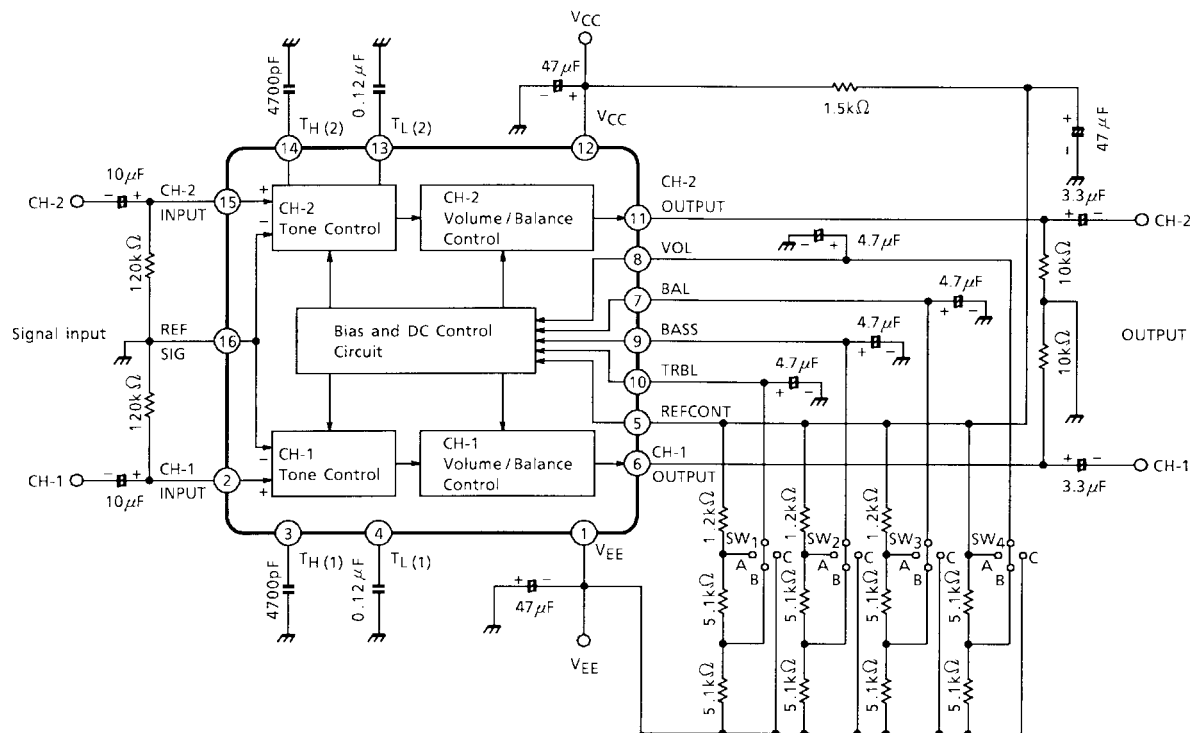 VCC
47μF
- +
VCC
1.5kΩ
+
-
47μF
4700pF
0.12μF
TH(2)
TL(2)
14
13
12
10μF
CH-2
- +
CH-2
INPUT
15
+
-
CH-2
Tone Control
CH-2
Volume/Balance
Control
CH-2
OUTPUT
11
3.3μF
+ -
CH-2
VOL
8
- +
4.7μF
BAL
7
4.7μF
+ -
BASS
9
4.7μF
+ -
TRBL
10
4.7μF
+ -
REFCONT
5
120kΩ
10kΩ
Signal input
REF
SIG
16
Bias and DC Control
Circuit
OUTPUT
120kΩ
10kΩ
CH-1
- +
10μF
CH-1
INPUT
2
-
+
CH-1
Tone Control
CH-1
Volume/Balance
Control
CH-1
OUTPUT
6
+ -
3.3μF
CH-1
3
4
1
TH(1)
TL(1)
VEE
4700pF
0.12μF
+ -
47μF
VEE
1.2kΩ
SW1
A
B
C
5.1kΩ
5.1kΩ
1.2kΩ
SW2
A
B
C
5.1kΩ
5.1kΩ
1.2kΩ
SW3
A
B
C
5.1kΩ
5.1kΩ
SW4
A
B
C
5.1kΩ
5.1kΩ